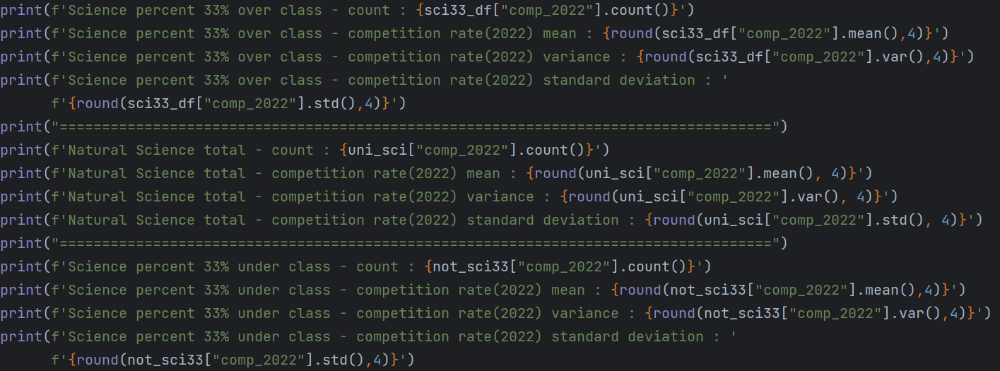 print(f'Science percent 33% over class - count : {sci33_df["comp_2022"].count()}')
print(f'Science percent 33% over class - competition rate(2022) mean : {round(sci33_df["comp_2022"].mean(),4)}')
print(f'Science percent 33% over class - competition rate(2022) variance : {round(sci33_df["comp_2022"].var(),4)}')
print(f'Science percent 33% over class - competition rate(2022) standard deviation : '
      f'{round(sci33_df["comp_2022"].std(),4)}')
print("====================================================================================")
print(f'Natural Science total - count : {uni_sci["comp_2022"].count()}')
print(f'Natural Science total - competition rate(2022) mean : {round(uni_sci["comp_2022"].mean(), 4)}')
print(f'Natural Science total - competition rate(2022) variance : {round(uni_sci["comp_2022"].var(), 4)}')
print(f'Natural Science total - competition rate(2022) standard deviation : {round(uni_sci["comp_2022"].std(), 4)}')
print("====================================================================================")
print(f'Science percent 33% under class - count : {not_sci33["comp_2022"].count()}')
print(f'Science percent 33% under class - competition rate(2022) mean : {round(not_sci33["comp_2022"].mean(),4)}')
print(f'Science percent 33% under class - competition rate(2022) variance : {round(not_sci33["comp_2022"].var(),4)}')
print(f'Science percent 33% under class - competition rate(2022) standard deviation : '
      f'{round(not_sci33["comp_2022"].std(),4)}')